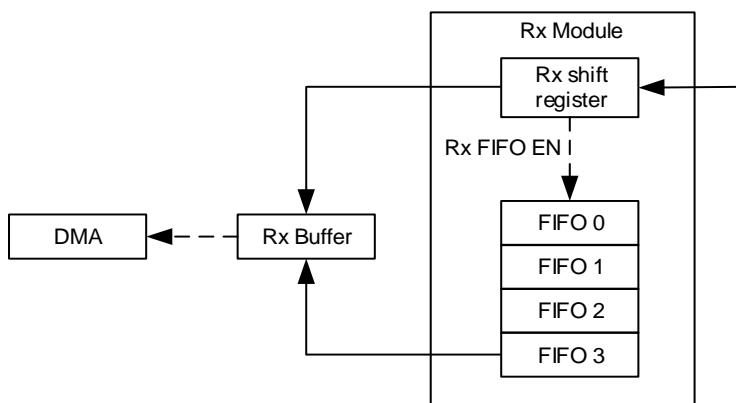 Rx Module
Rx shift
register
Rx FIFO EN
FIFO 0
DMA
Rx Buffer
FIFO 1
FIFO 2
FIFO 3